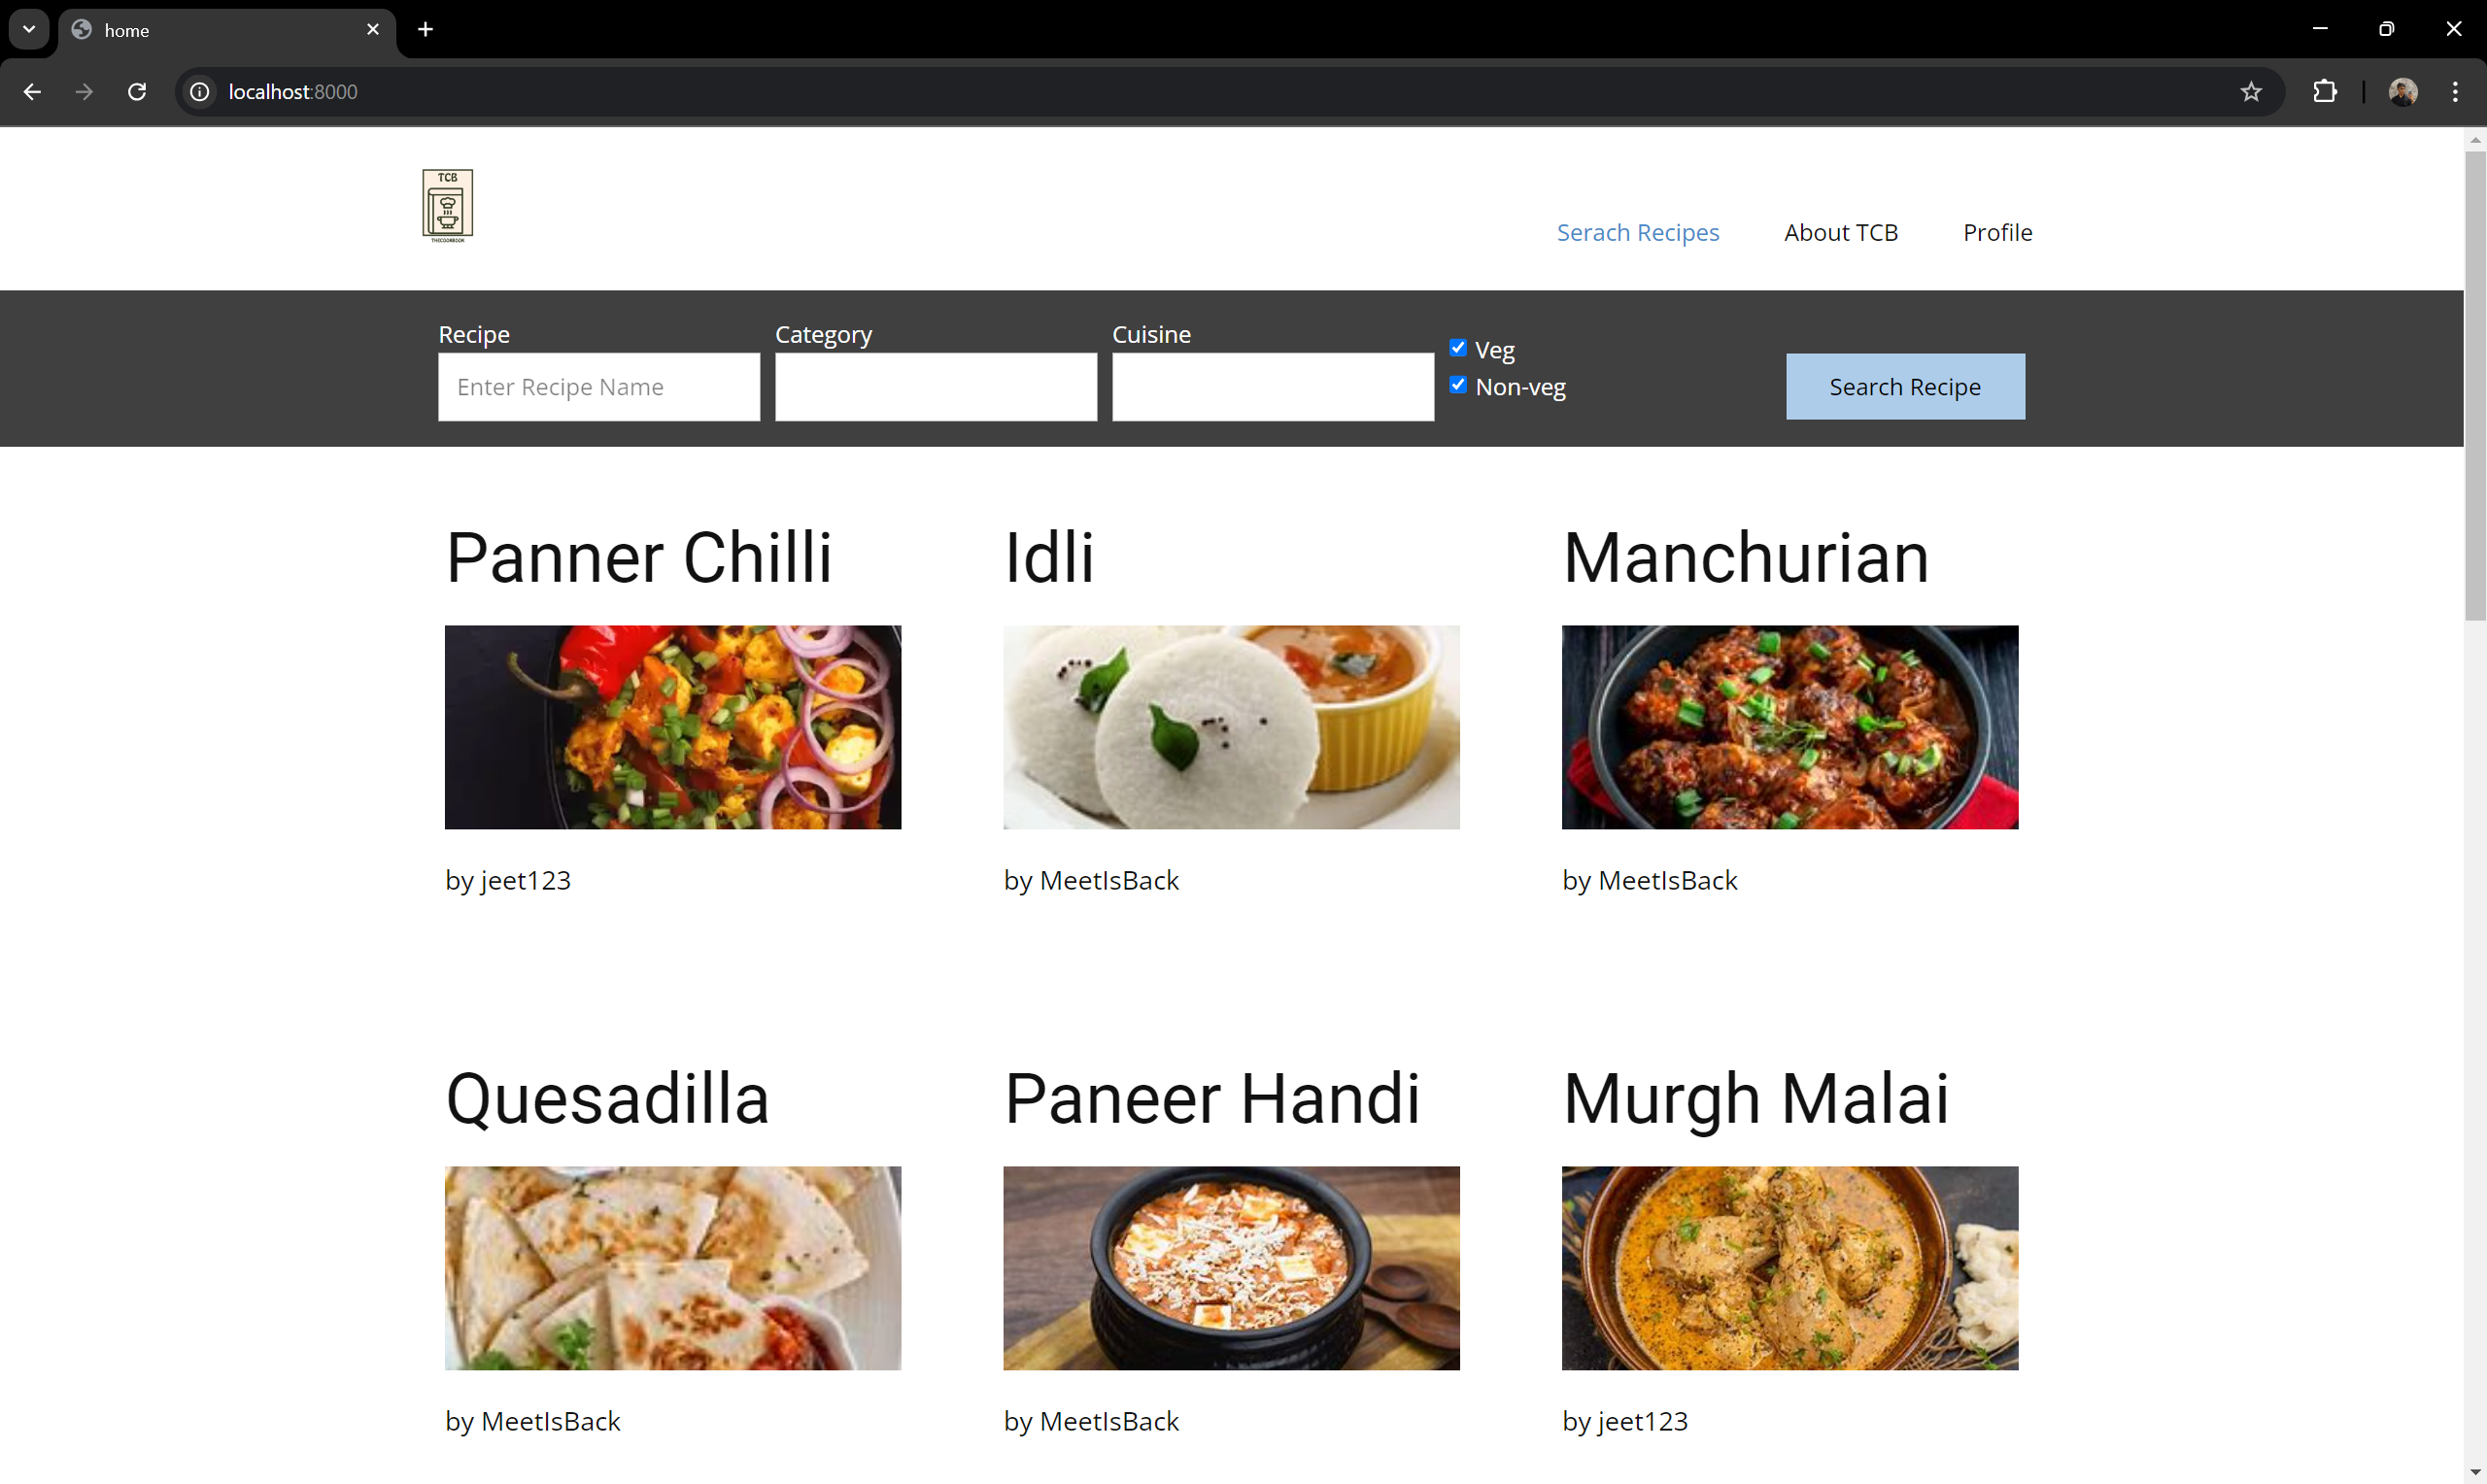 home
localhost:8000
TCB
THECOOKBOOK
Serach Recipes
About TCB
Profile
Recipe
Category
Cuisine
Enter Recipe Name
Veg
Non-veg
Search Recipe
Panner Chilli
Idli
Manchurian
by jeet123
by MeetIsBack
by MeetIsBack
Quesadilla
Paneer Handi
Murgh Malai
by MeetIsBack
by MeetIsBack
by jeet123